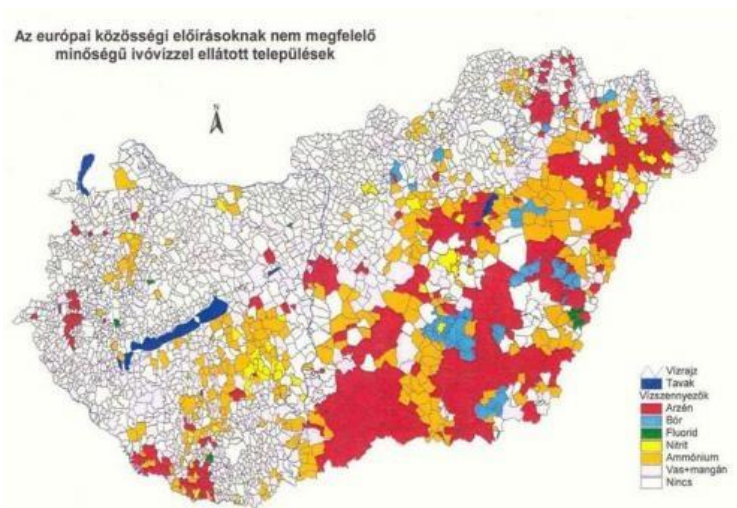 Az európai közösségi előírásoknak nem megfelelő
minőségű ivóvízzel ellátott települések
N
Vízrajz
Tavak
Vízszennyezők
Arzén
Bór
Fluorid
Nitrit
Ammónium
Vas+mangán
Nincs